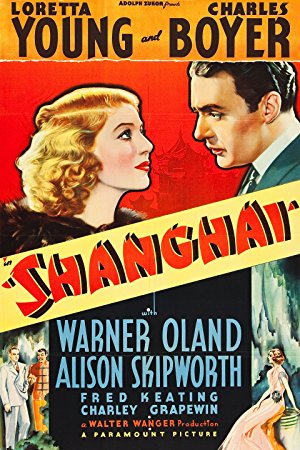 ADOLPH ZUKOR Presents
LORETTA YOUNG and CHARLES BOYER
in
"SHANGHAI"
with
WARNER OLAND
ALISON SKIPWORTH
FRED KEATING
CHARLEY GRAPEWIN
a WALTER WANGER Production
A PARAMOUNT PICTURE